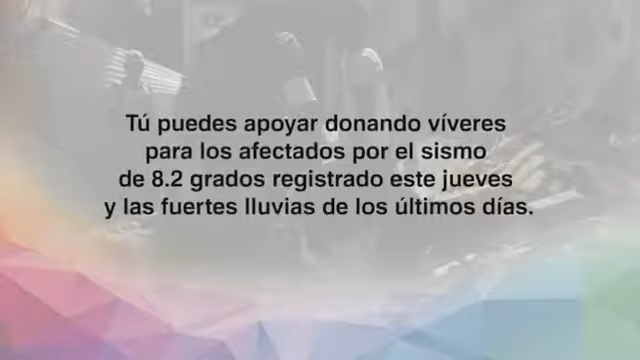 Tú puedes apoyar donando víveres
para los afectados por el sismo
de 8.2 grados registrado este jueves
y las fuertes lluvias de los últimos días.